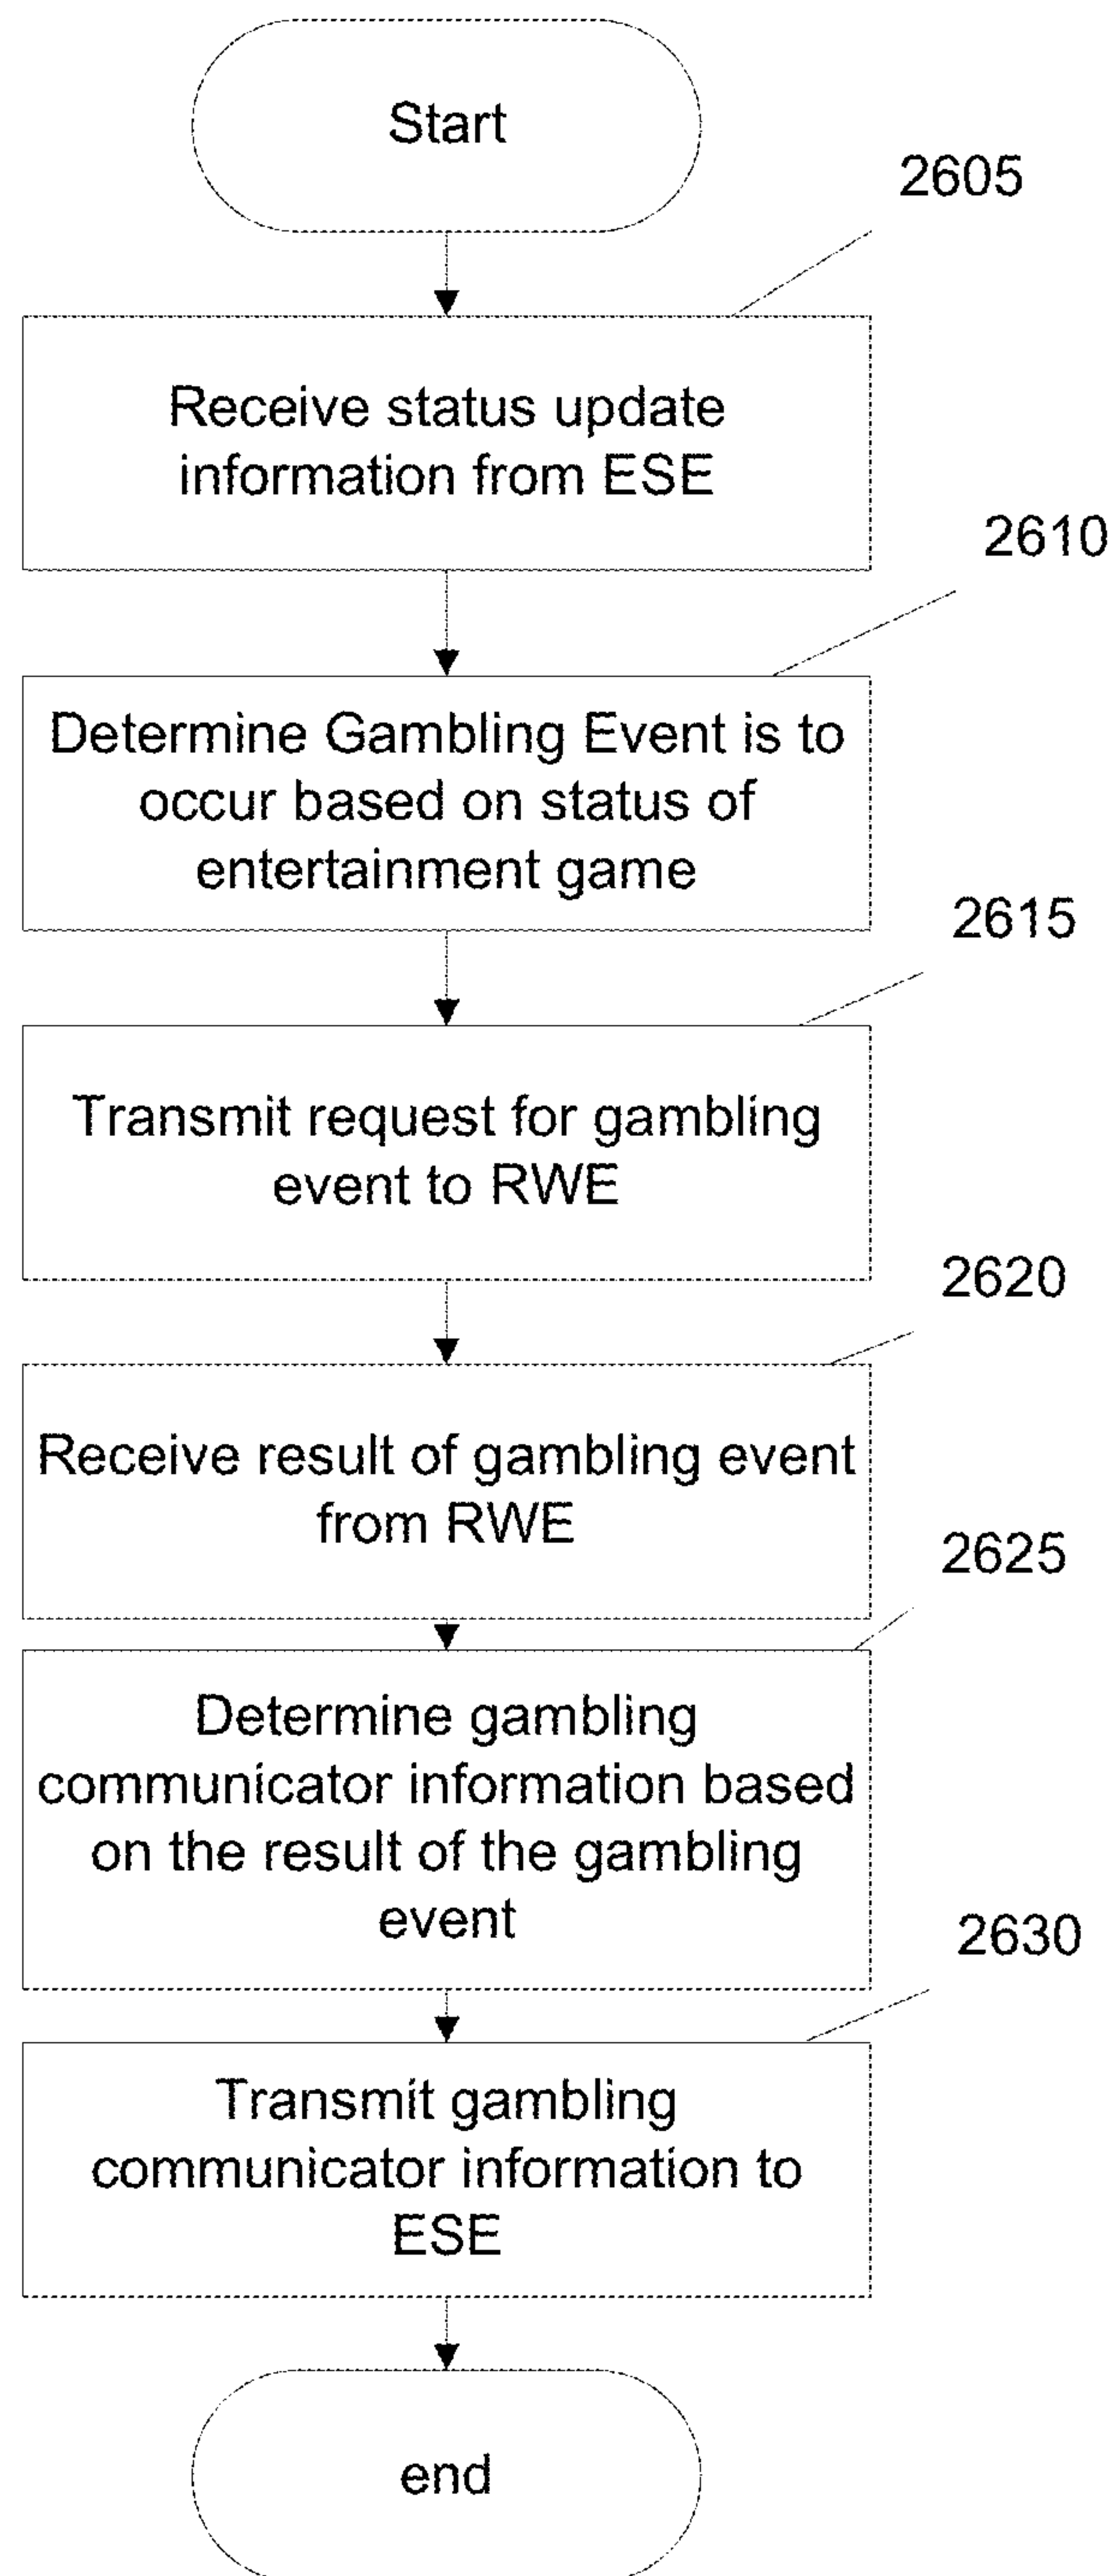 Start
2605
Receive status update
information from ESE
2610
Determine Gambling Event is to
occur based on status of
entertainment game
2615
Transmit request for gambling
event to RWE
2620
Receive result of gambling event
from RWE
2625
Determine gambling
communicator information based
on the result of the gambling
event
2630
Transmit gambling
communicator information to
ESE
end